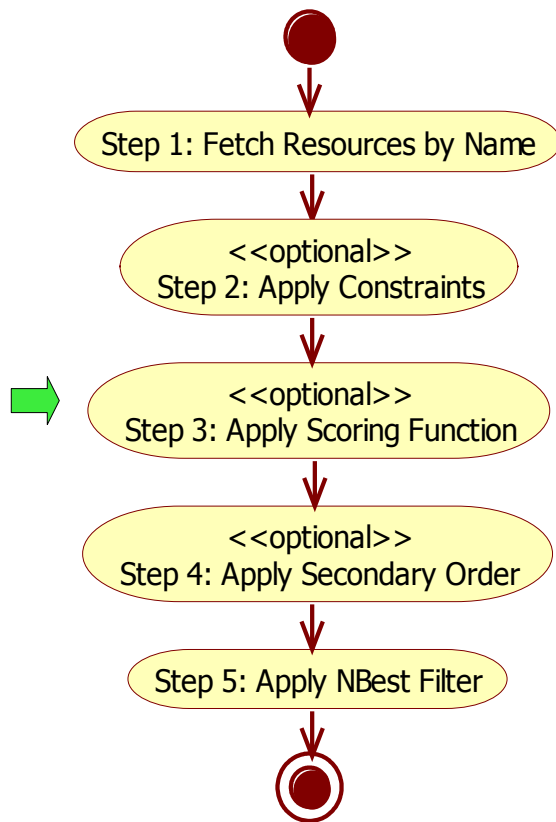 Step 1: Fetch Resources by Name
<<optional>>
Step 2: Apply Constraints
<<optional>>
Step 3: Apply Scoring Function
<<optional>>
Step 4: Apply Secondary Order
Step 5: Apply NBest Filter